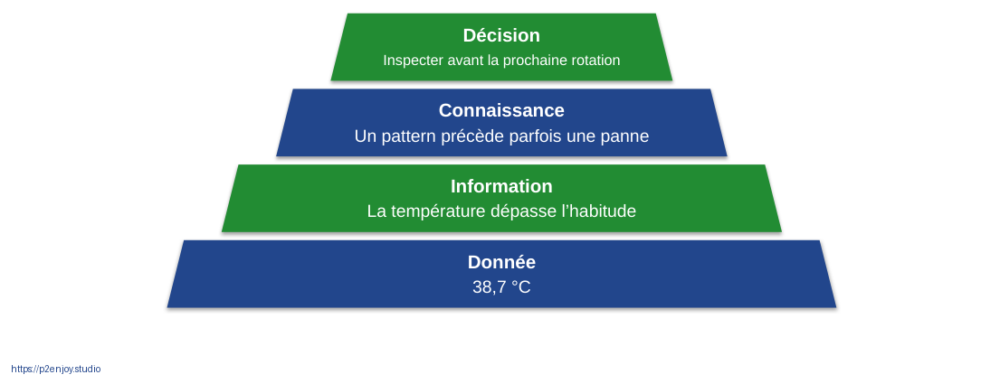 Décision
Inspecter avant la prochaine rotation
Connaissance
Un pattern précède parfois une panne
Information
La température dépasse l’habitude
Donnée
38,7 °C
https://p2enjoy.studio